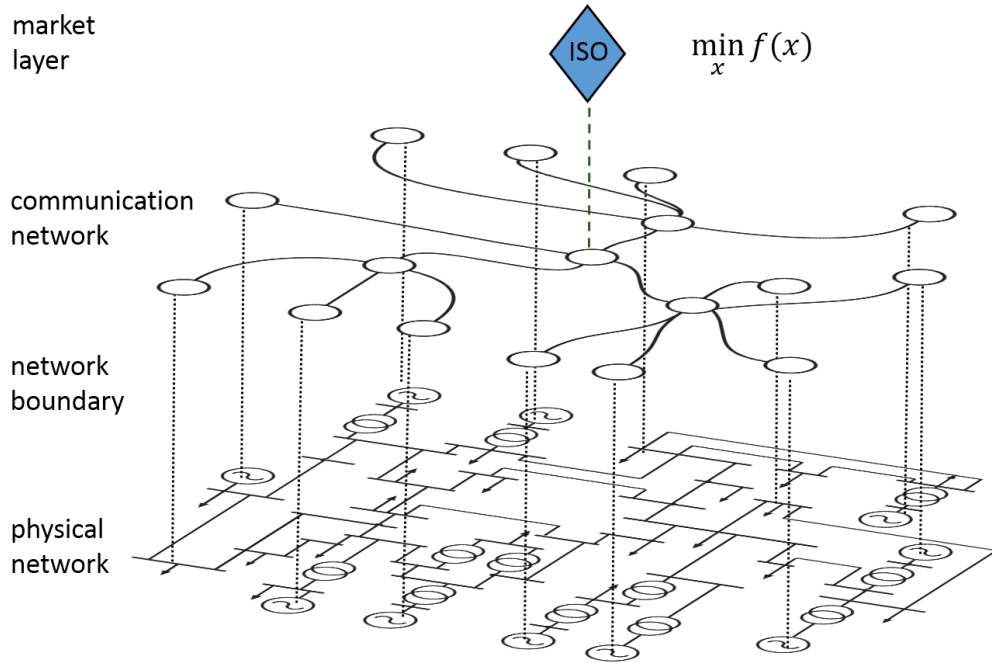 market
layer
ISO
min f(x)
x
communication
network
network
boundary
physical
network